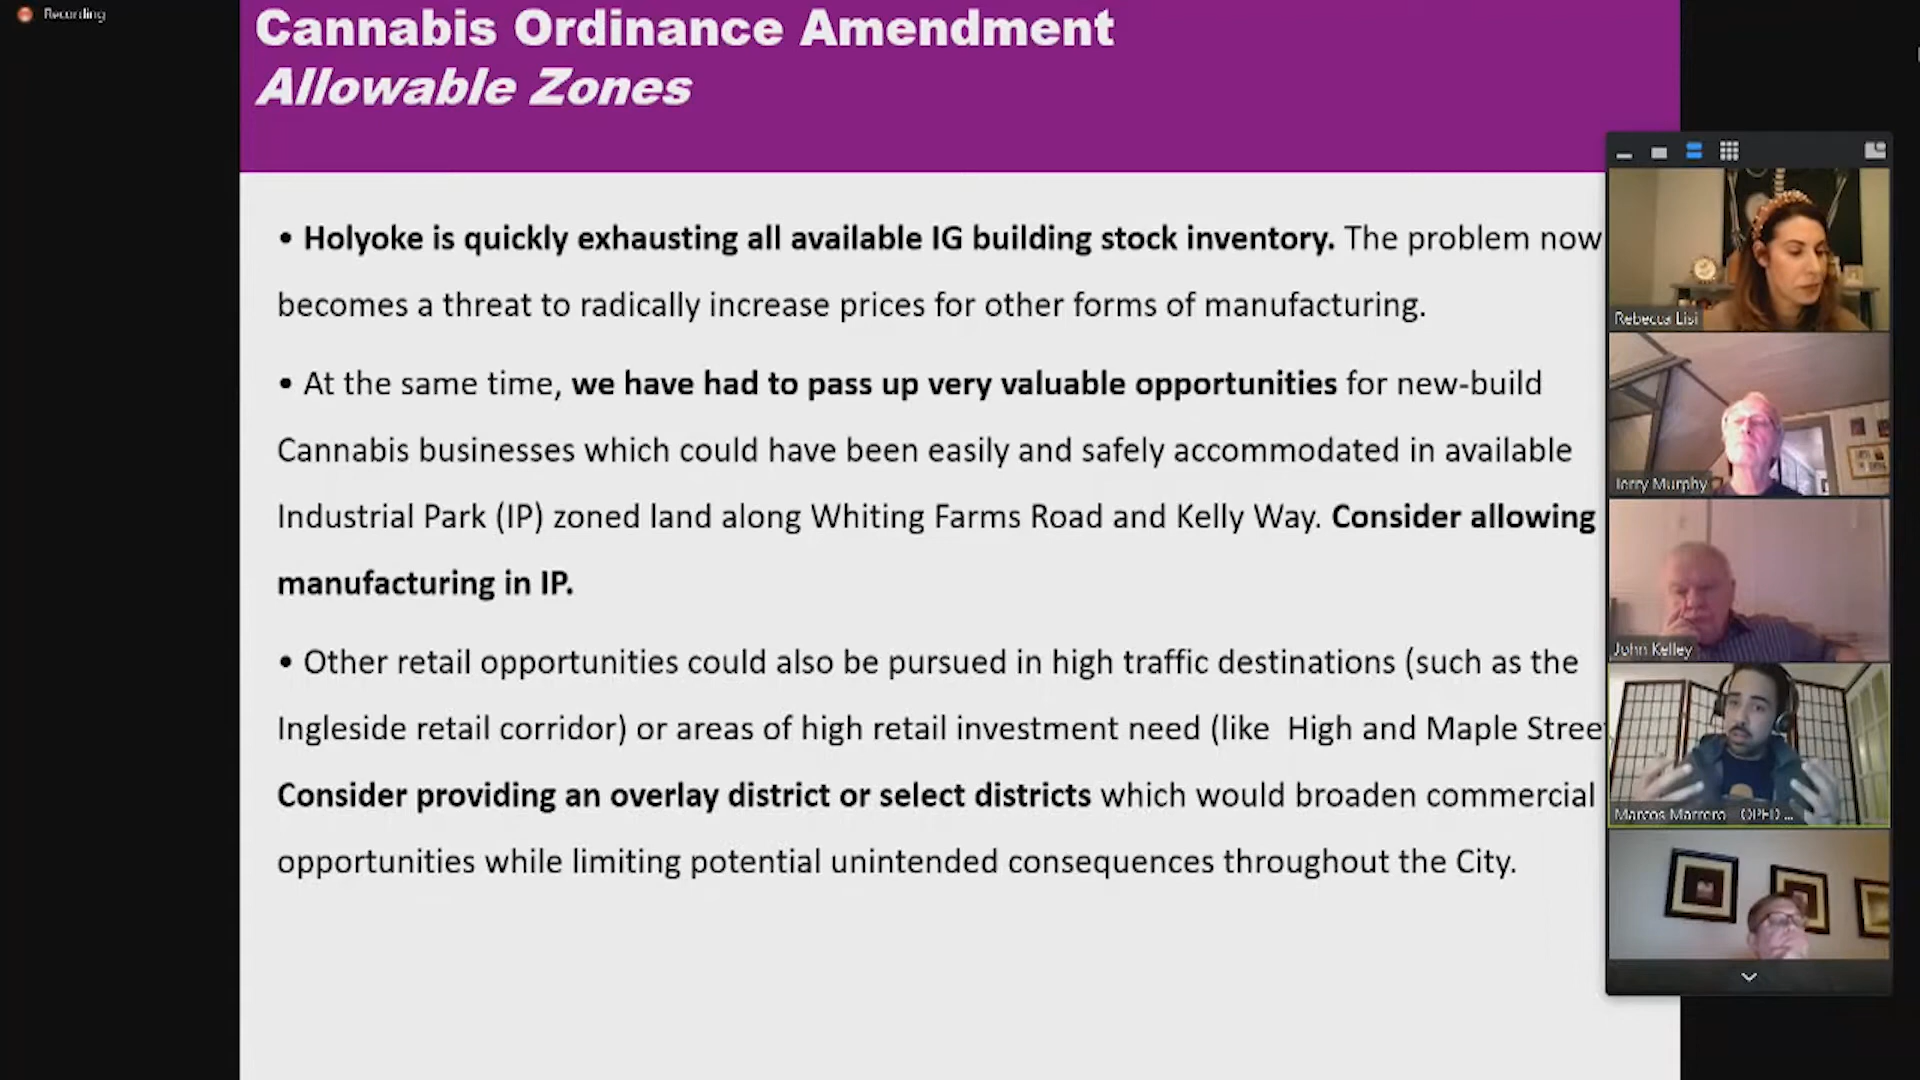 Recording
Cannabis Ordinance Amendment
Allowable Zones
• Holyoke is quickly exhausting all available IG building stock inventory. The problem now
becomes a threat to radically increase prices for other forms of manufacturing.
• At the same time, we have had to pass up very valuable opportunities for new-build
Cannabis businesses which could have been easily and safely accommodated in available
Industrial Park (IP) zoned land along Whiting Farms Road and Kelly Way. Consider allowing
manufacturing in IP.
• Other retail opportunities could also be pursued in high traffic destinations (such as the
Ingleside retail corridor) or areas of high retail investment need (like High and Maple Stree
Consider providing an overlay district or select districts which would broaden commercial
opportunities while limiting potential unintended consequences throughout the City.
Rebecca Lisi
Terry Murphy
John Kelley
Marcos Marrero - OPED ...